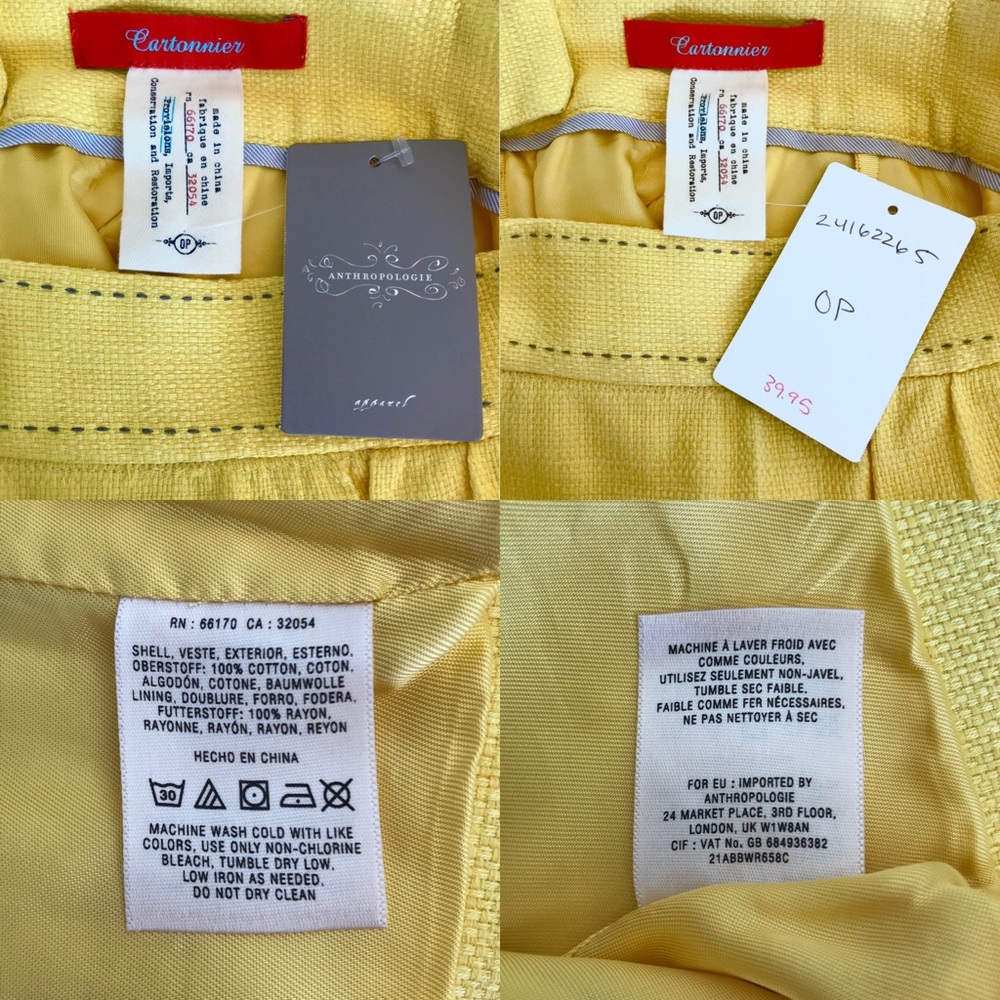 Cartonnier
made in china
fabrique en chine
rn 66170 ca 32054
Provisions, Imports,
Conservation and Restoration
OP
ANTHROPOLOGIE
apparel
Cartonnier
made in china
fabrique en chine
rn 66170 ca 32054
Provisions, Imports,
Conservation and Restoration
OP
241622265
OP
39.95
RN : 66170 CA : 32054
SHELL, VESTE, EXTERIOR, ESTERNO.
OBERSTOFF: 100% COTTON, COTON,
ALGODÓN, COTONE, BAUMWOLLE
LINING, DOUBLURE, FORRO, FODERA,
FUTTERSTOFF: 100% RAYON,
RAYONNE, RAYÓN, RAYON, REYON
HECHO EN CHINA
30
MACHINE WASH COLD WITH LIKE
COLORS, USE ONLY NON-CHLORINE
BLEACH, TUMBLE DRY LOW,
LOW IRON AS NEEDED,
DO NOT DRY CLEAN
MACHINE À LAVER FROID AVEC
COMME COULEURS,
UTILISEZ SEULEMENT NON-JAVEL,
TUMBLE SEC FAIBLE,
FAIBLE COMME FER NÉCESSAIRES,
NE PAS NETTOYER À SEC
FOR EU : IMPORTED BY
ANTHROPOLOGIE
24 MARKET PLACE, 3RD FLOOR,
LONDON, UK W1W8AN
CIF : VAT No. GB 684936382
21ABBWR658C